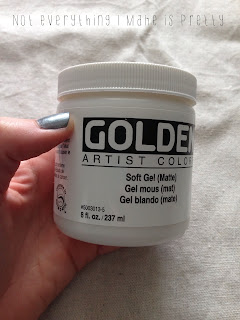 Not Everything I Make is Pretty
GOLDEN
ARTIST COLOR
Soft Gel (Matte)
Gel mous (mat)
Gel blando (mate)
8 fl. oz./237 ml